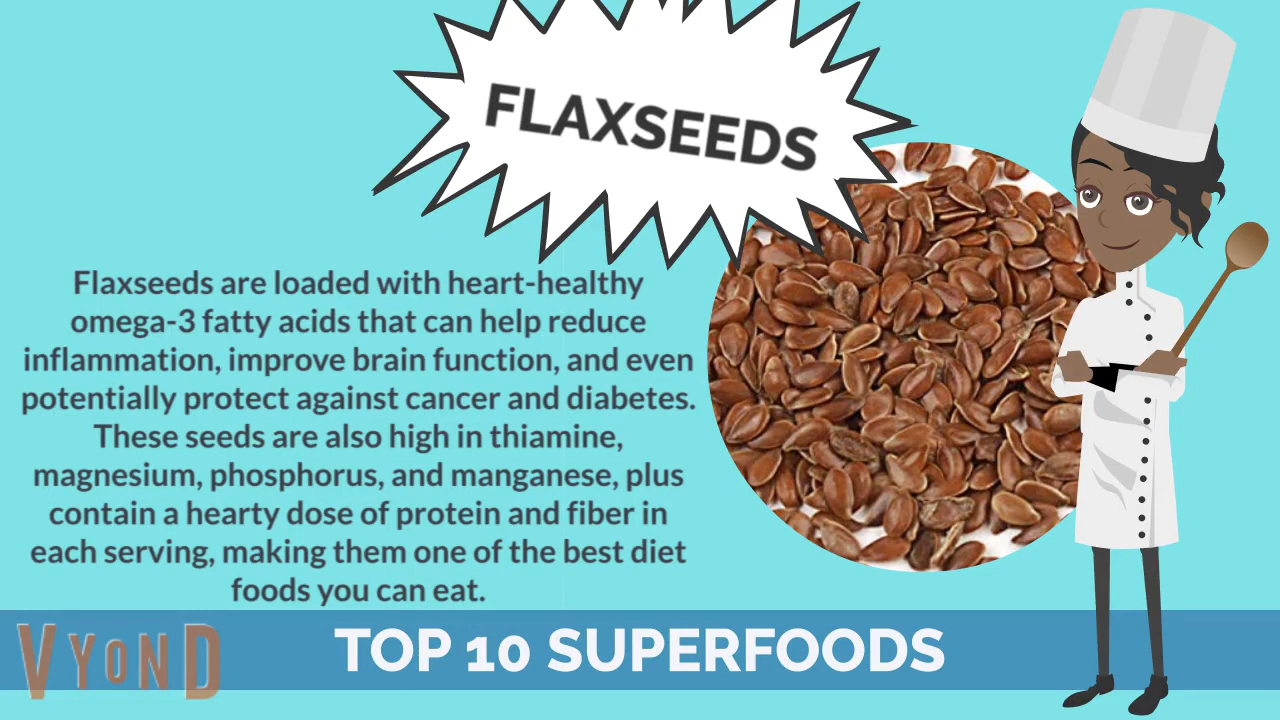 FLAXSEEDS
Flaxseeds are loaded with heart-healthy
omega-3 fatty acids that can help reduce
inflammation, improve brain function, and even
potentially protect against cancer and diabetes.
These seeds are also high in thiamine,
magnesium, phosphorus, and manganese, plus
contain a hearty dose of protein and fiber in
each serving, making them one of the best diet
foods you can eat.
VYOND
TOP 10 SUPERFOODS